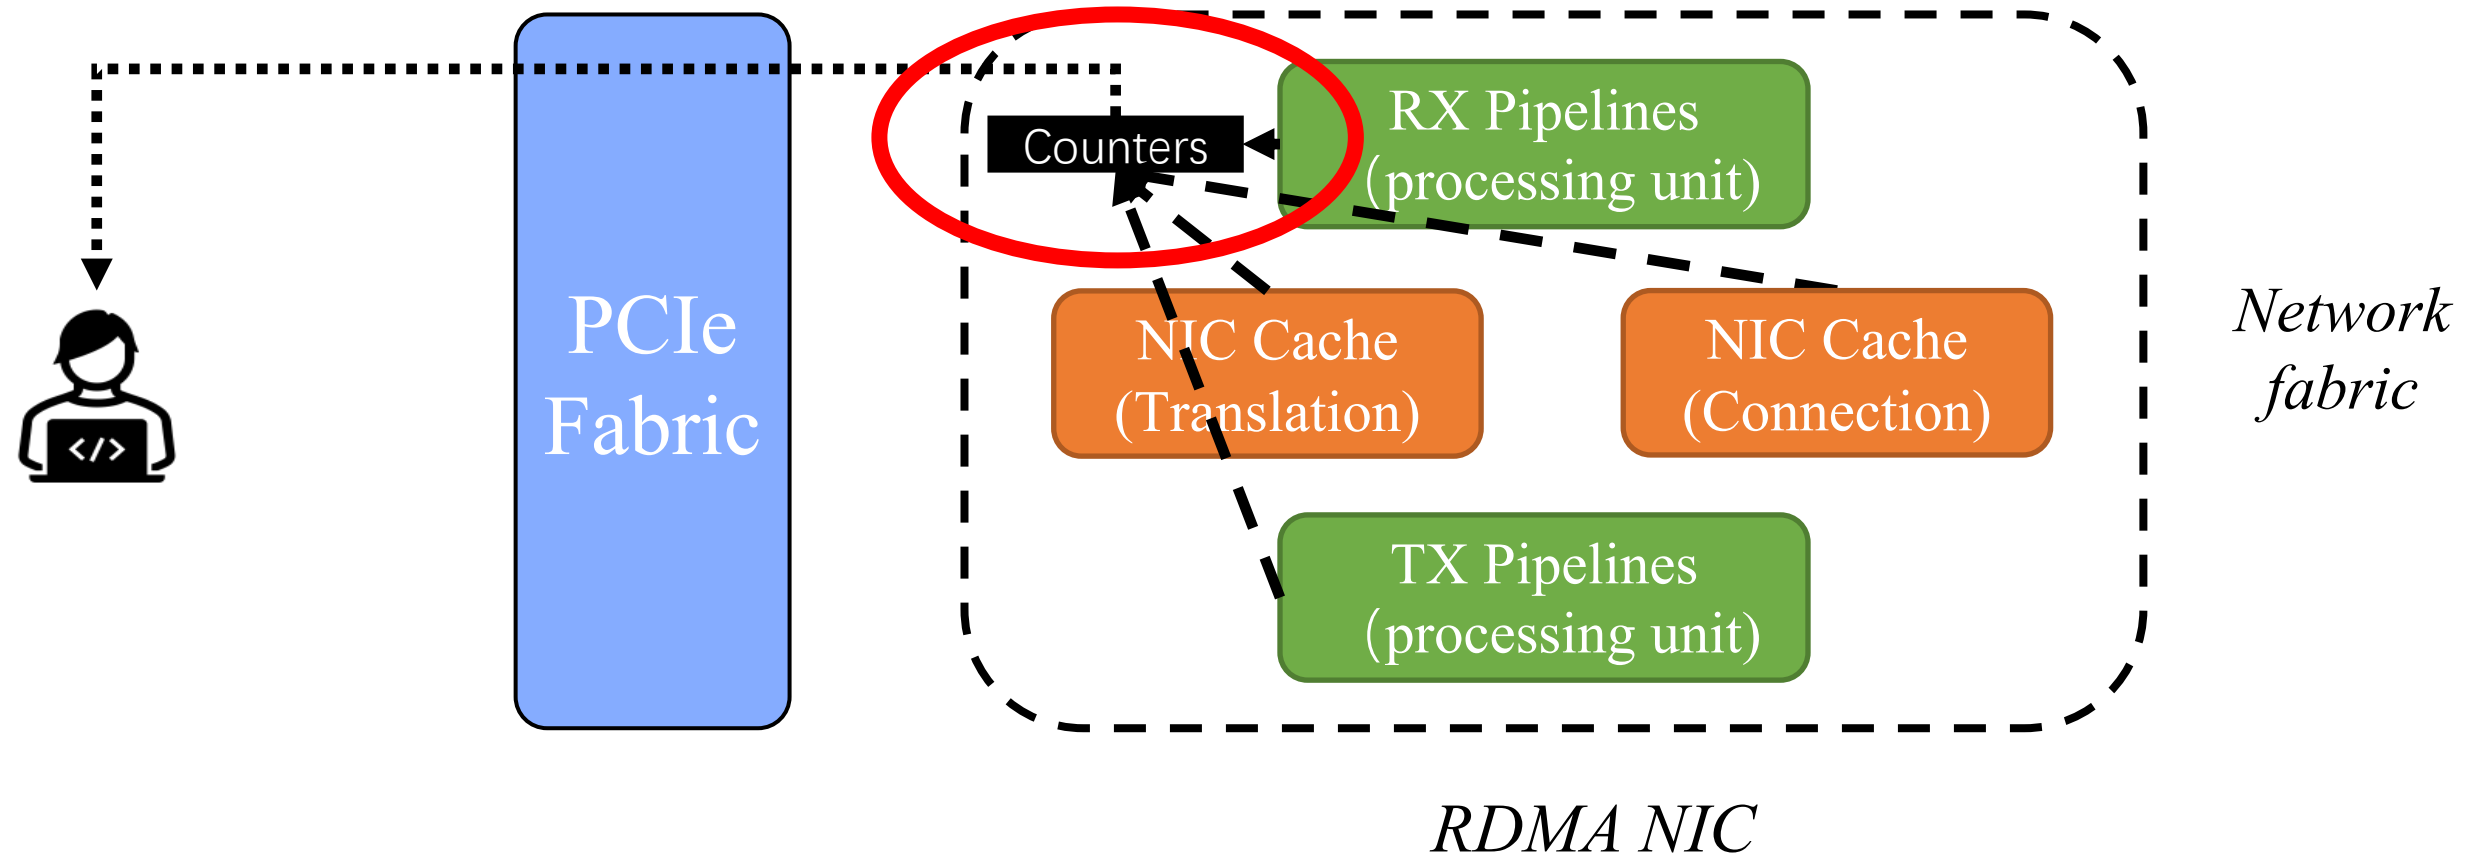 Counters
RX Pipelines
(processing unit)
PCIe
Fabric
NIC Cache
(Translation)
NIC Cache
(Connection)
Network
fabric
</>
TX Pipelines
(processing unit)
RDMA NIC